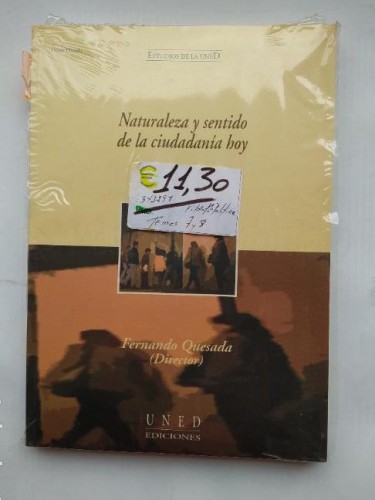 ESTUDIOS DE LA UNED
Naturaleza y sentido
de la ciudadanía hoy
€ 11,30
Temas 7 y 8
Fernando Quesada
(Director)
UNED
EDICIONES